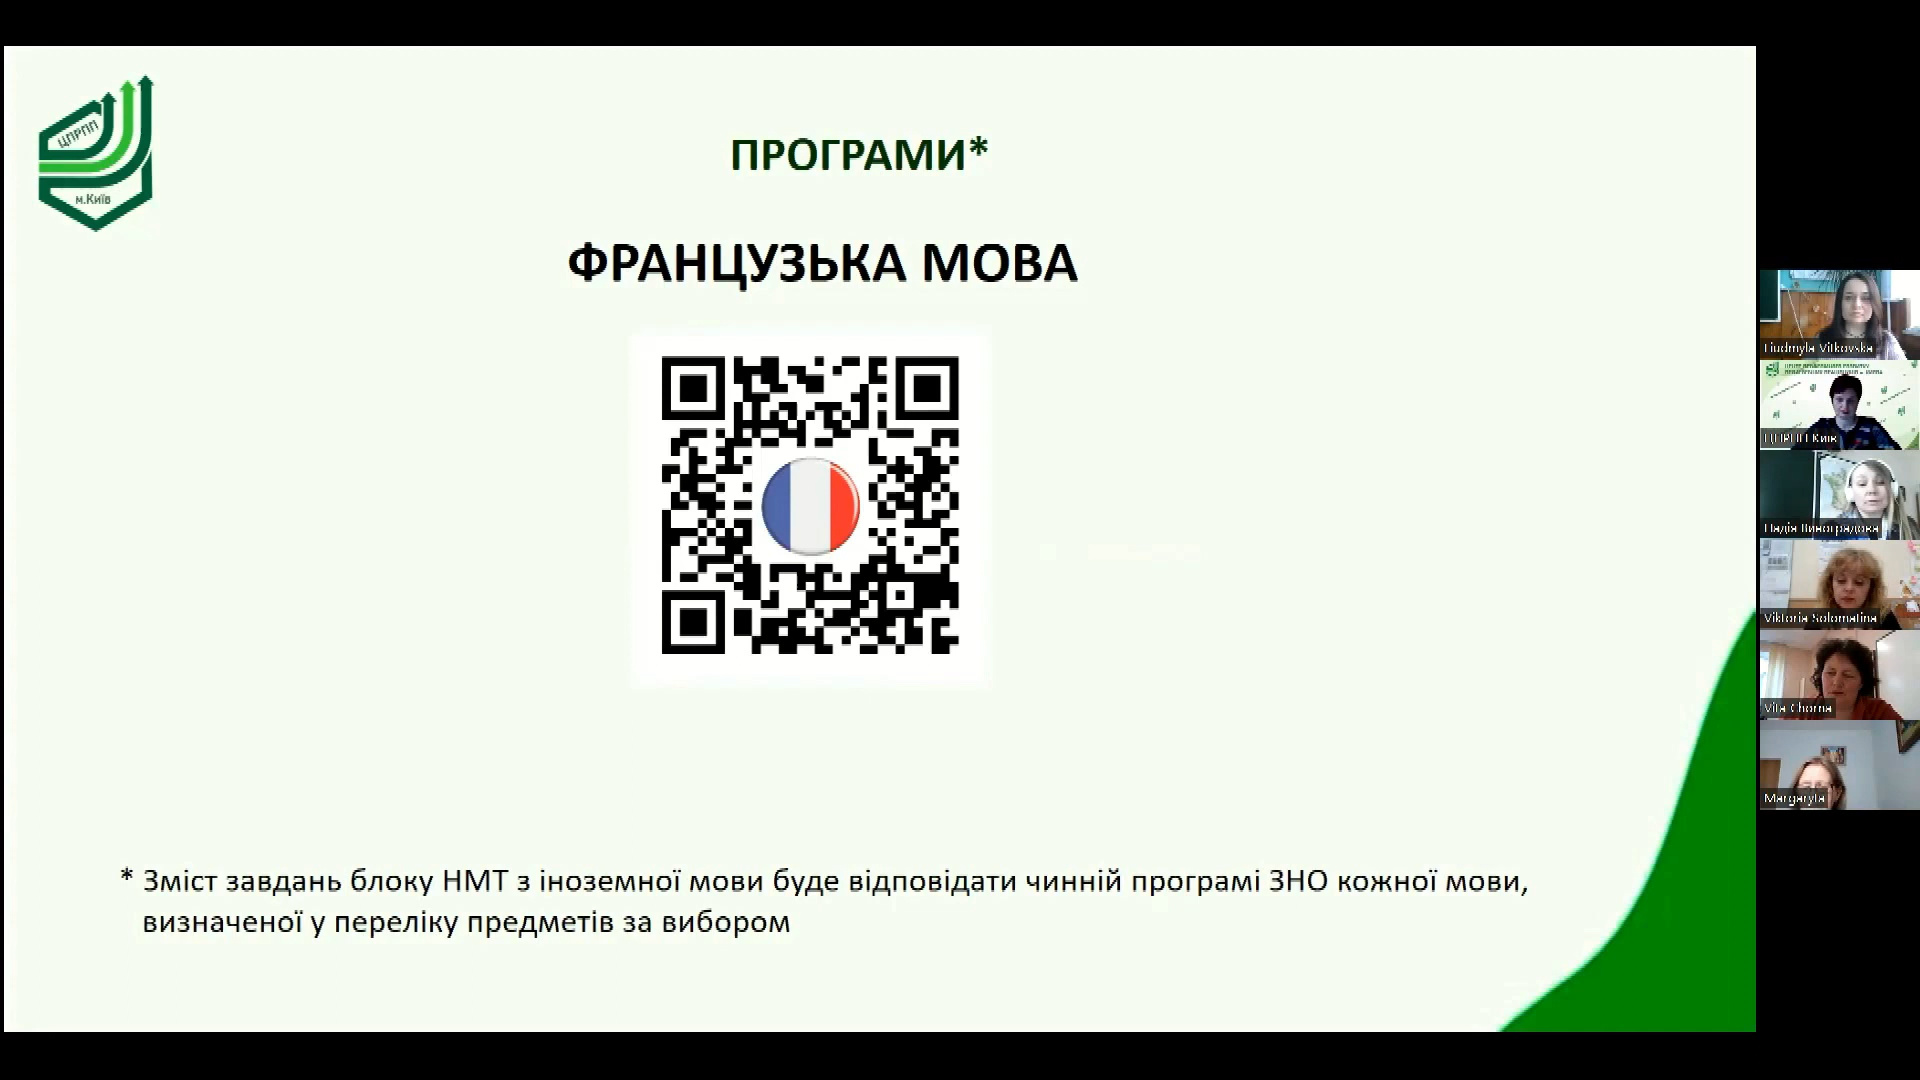 ЦПРПП
м.Київ
ПРОГРАМИ*
ФРАНЦУЗЬКА МОВА
* Зміст завдань блоку НМТ з іноземної мови буде відповідати чинній програмі ЗНО кожної мови,
визначеної у переліку предметів за вибором
Liudmyla Vitkovska
ЦПРПП Київ
Надія Виноградова
Viktoria Solomatina
Vita Chorna
Margaryta